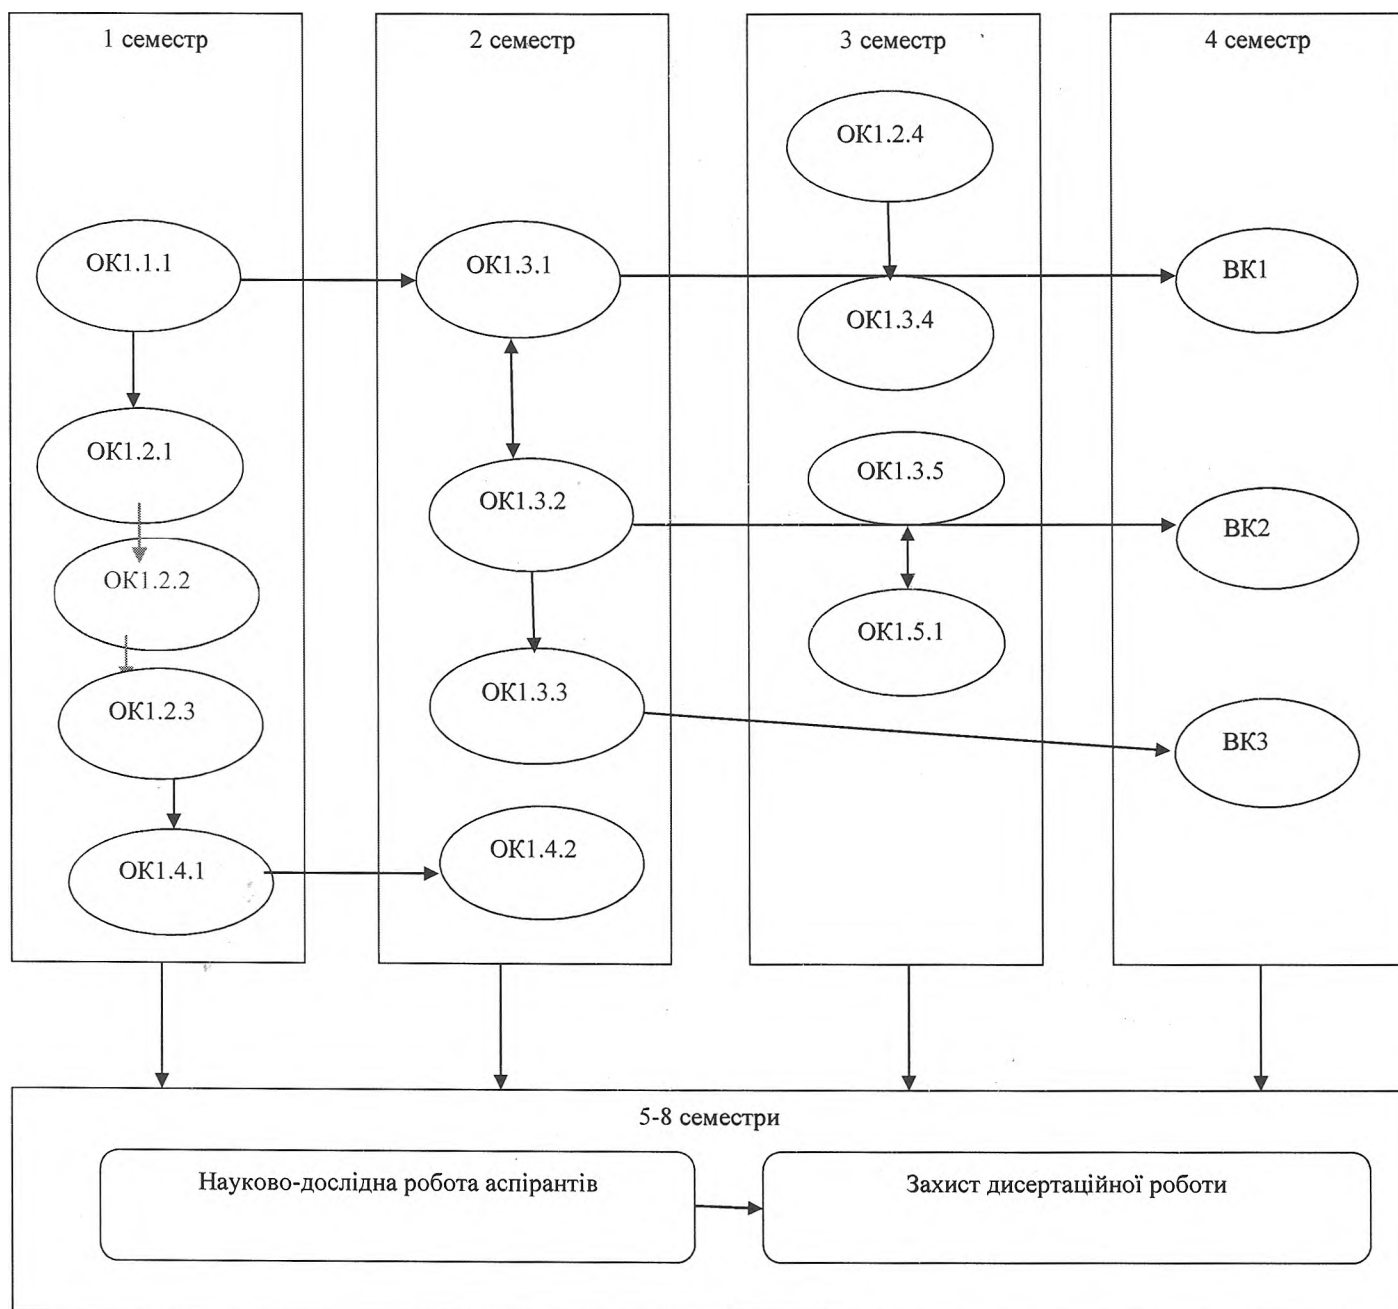 1 семестр
ОК1.1.1
ОК1.2.1
ОК1.2.2
ОК1.2.3
ОК1.4.1
2 семестр
ОК1.3.1
ОК1.3.2
ОК1.3.3
ОК1.4.2
3 семестр
ОК1.2.4
ОК1.3.4
ОК1.3.5
ОК1.5.1
4 семестр
ВК1
ВК2
ВК3
5-8 семестри
Науково-дослідна робота аспірантів
Захист дисертаційної роботи